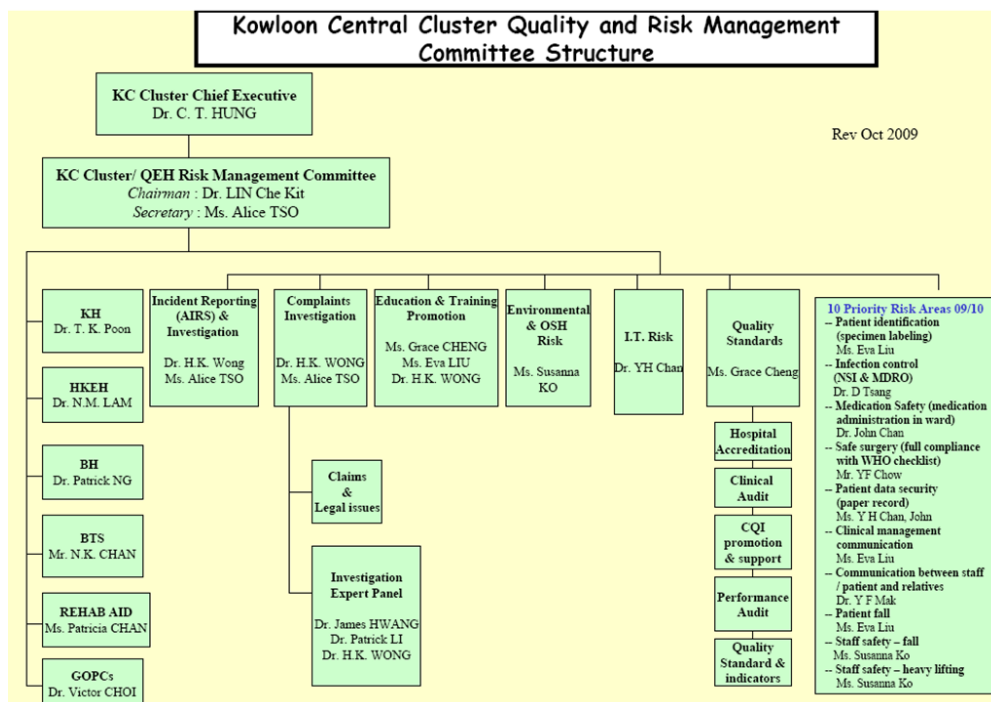 Kowloon Central Cluster Quality and Risk Management
Committee Structure
KC Cluster Chief Executive
Dr. C. T. HUNG
Rev Oct 2009
KC Cluster/ QEH Risk Management Committee
Chairman : Dr. LIN Che Kit
Secretary : Ms. Alice TSO
KH
Dr. T. K. Poon
HKEH
Dr. N.M. LAM
BH
Dr. Patrick NG
BTS
Mr. N.K. CHAN
REHAB AID
Ms. Patricia CHAN
GOPCs
Dr. Victor CHOI
Incident Reporting
(AIRS) &
Investigation
Dr. H.K. Wong
Ms. Alice TSO
Complaints
Investigation
Dr. H.K. WONG
Ms. Alice TSO
Claims
&
Legal issues
Investigation
Expert Panel
Dr. James HWANG
Dr. Patrick LI
Dr. H.K. WONG
Education & Training
Promotion
Ms. Grace CHENG
Ms. Eva LIU
Dr. H.K. WONG
Environmental
& OSH
Risk
Ms. Susanna
KO
I.T. Risk
Dr. YH Chan
Quality
Standards
Ms. Grace Cheng
Hospital
Accreditation
Clinical
Audit
CQI
promotion
& support
Performance
Audit
Quality
Standard &
indicators
10 Priority Risk Areas 09/10
-- Patient identification
(specimen labeling)
Ms. Eva Liu
-- Infection control
(NSI & MDRO)
Dr. D Tsang
-- Medication Safety (medication
administration in ward)
Dr. John Chan
-- Safe surgery (full compliance
with WHO checklist)
Mr. YF Chow
-- Patient data security
(paper record)
Ms. Y H Chan, John
-- Clinical management
communication
Ms. Eva Liu
-- Communication between staff
/ patient and relatives
Dr. Y F Mak
-- Patient fall
Ms. Eva Liu
-- Staff safety – fall
Ms. Susanna Ko
-- Staff safety – heavy lifting
Ms. Susanna Ko